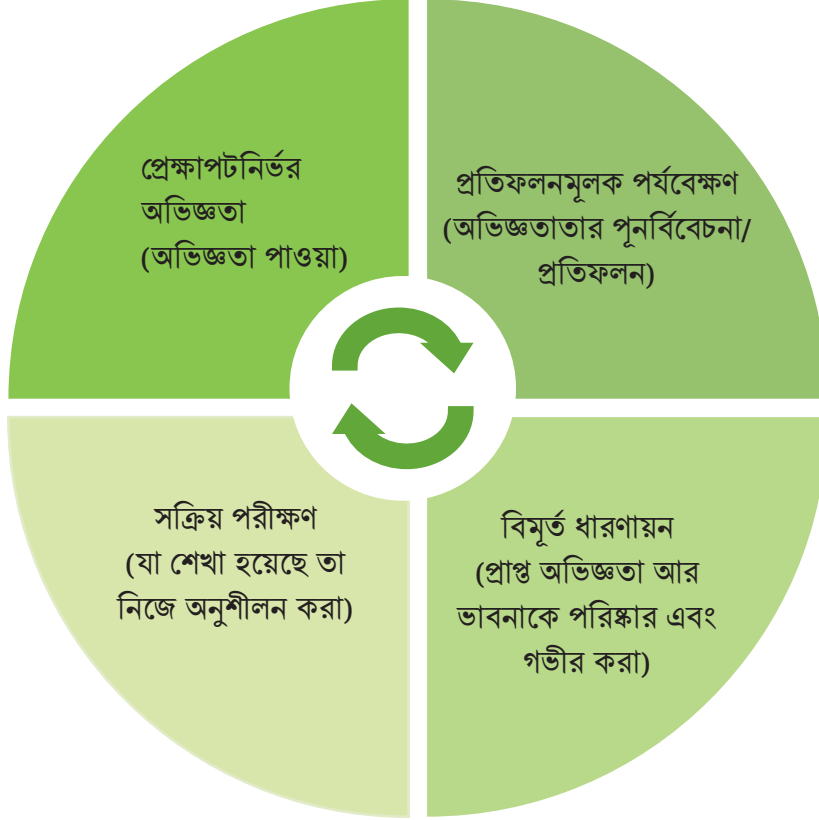 প্রেক্ষাপটনির্ভর
অভিজ্ঞতা
(অভিজ্ঞতা পাওয়া)
প্রতিফলনমূলক পর্যবেক্ষণ
(অভিজ্ঞতাতার পূনর্বিবেচনা/
প্রতিফলন)
বিমূর্ত ধারণায়ন
(প্রাপ্ত অভিজ্ঞতা আর
ভাবনাকে পরিষ্কার এবং
গভীর করা)
সক্রিয় পরীক্ষণ
(যা শেখা হয়েছে তা
নিজে অনুশীলন করা)